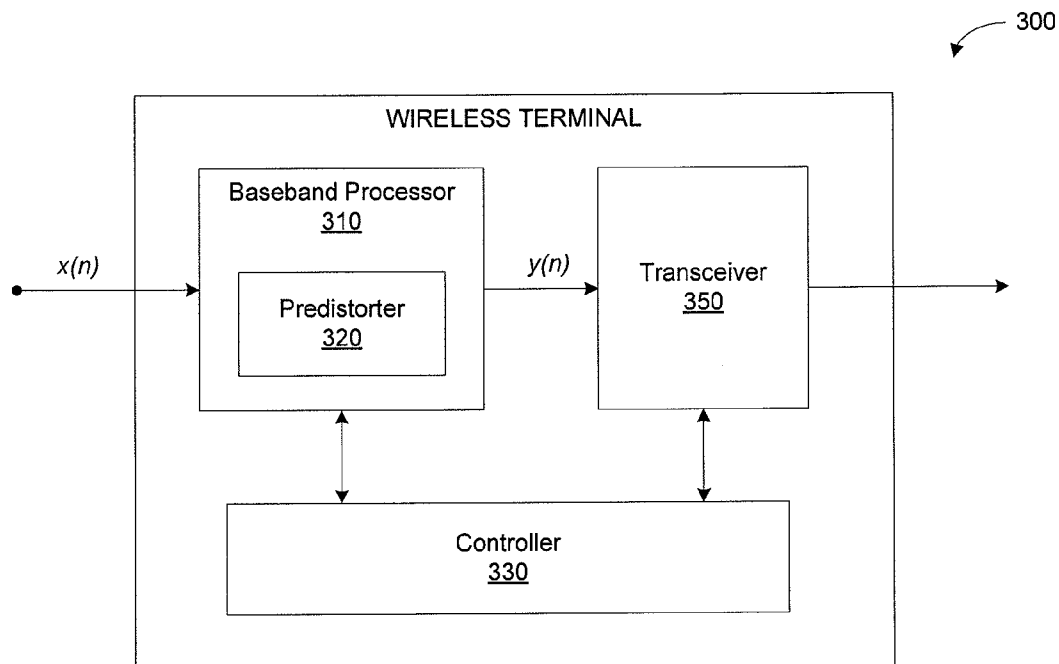 300
WIRELESS TERMINAL
Baseband Processor
310
x(n)
y(n)
Transceiver
350
Predistorter
320
Controller
330